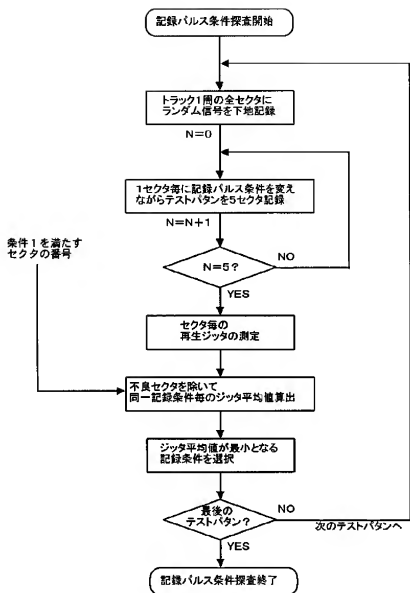 記録パルス条件探査開始
トラック1周の全セクタに
ランダム信号を下地記録
N=0
1セクタ毎に記録パルス条件を変え
ながらテストパタンを5セクタ記録
N=N+1
条件1を満たす
セクタの番号
N=5?
NO
YES
セクタ毎の
再生ジッタの測定
不良セクタを除いて
同一記録条件毎のジッタ平均値算出
ジッタ平均値が最小となる
記録条件を選択
最後の
テストパタン?
NO
次のテストパタンへ
YES
記録パルス条件探査終了